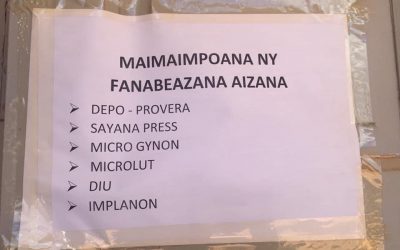 MAIMAIMPOANA NY
FANABEAZANA AIZANA
➢ DEPO - PROVERA
➢ SAYANA PRESS
➢ MICRO GYNON
➢ MICROLUT
➢ DIU
➢ IMPLANON